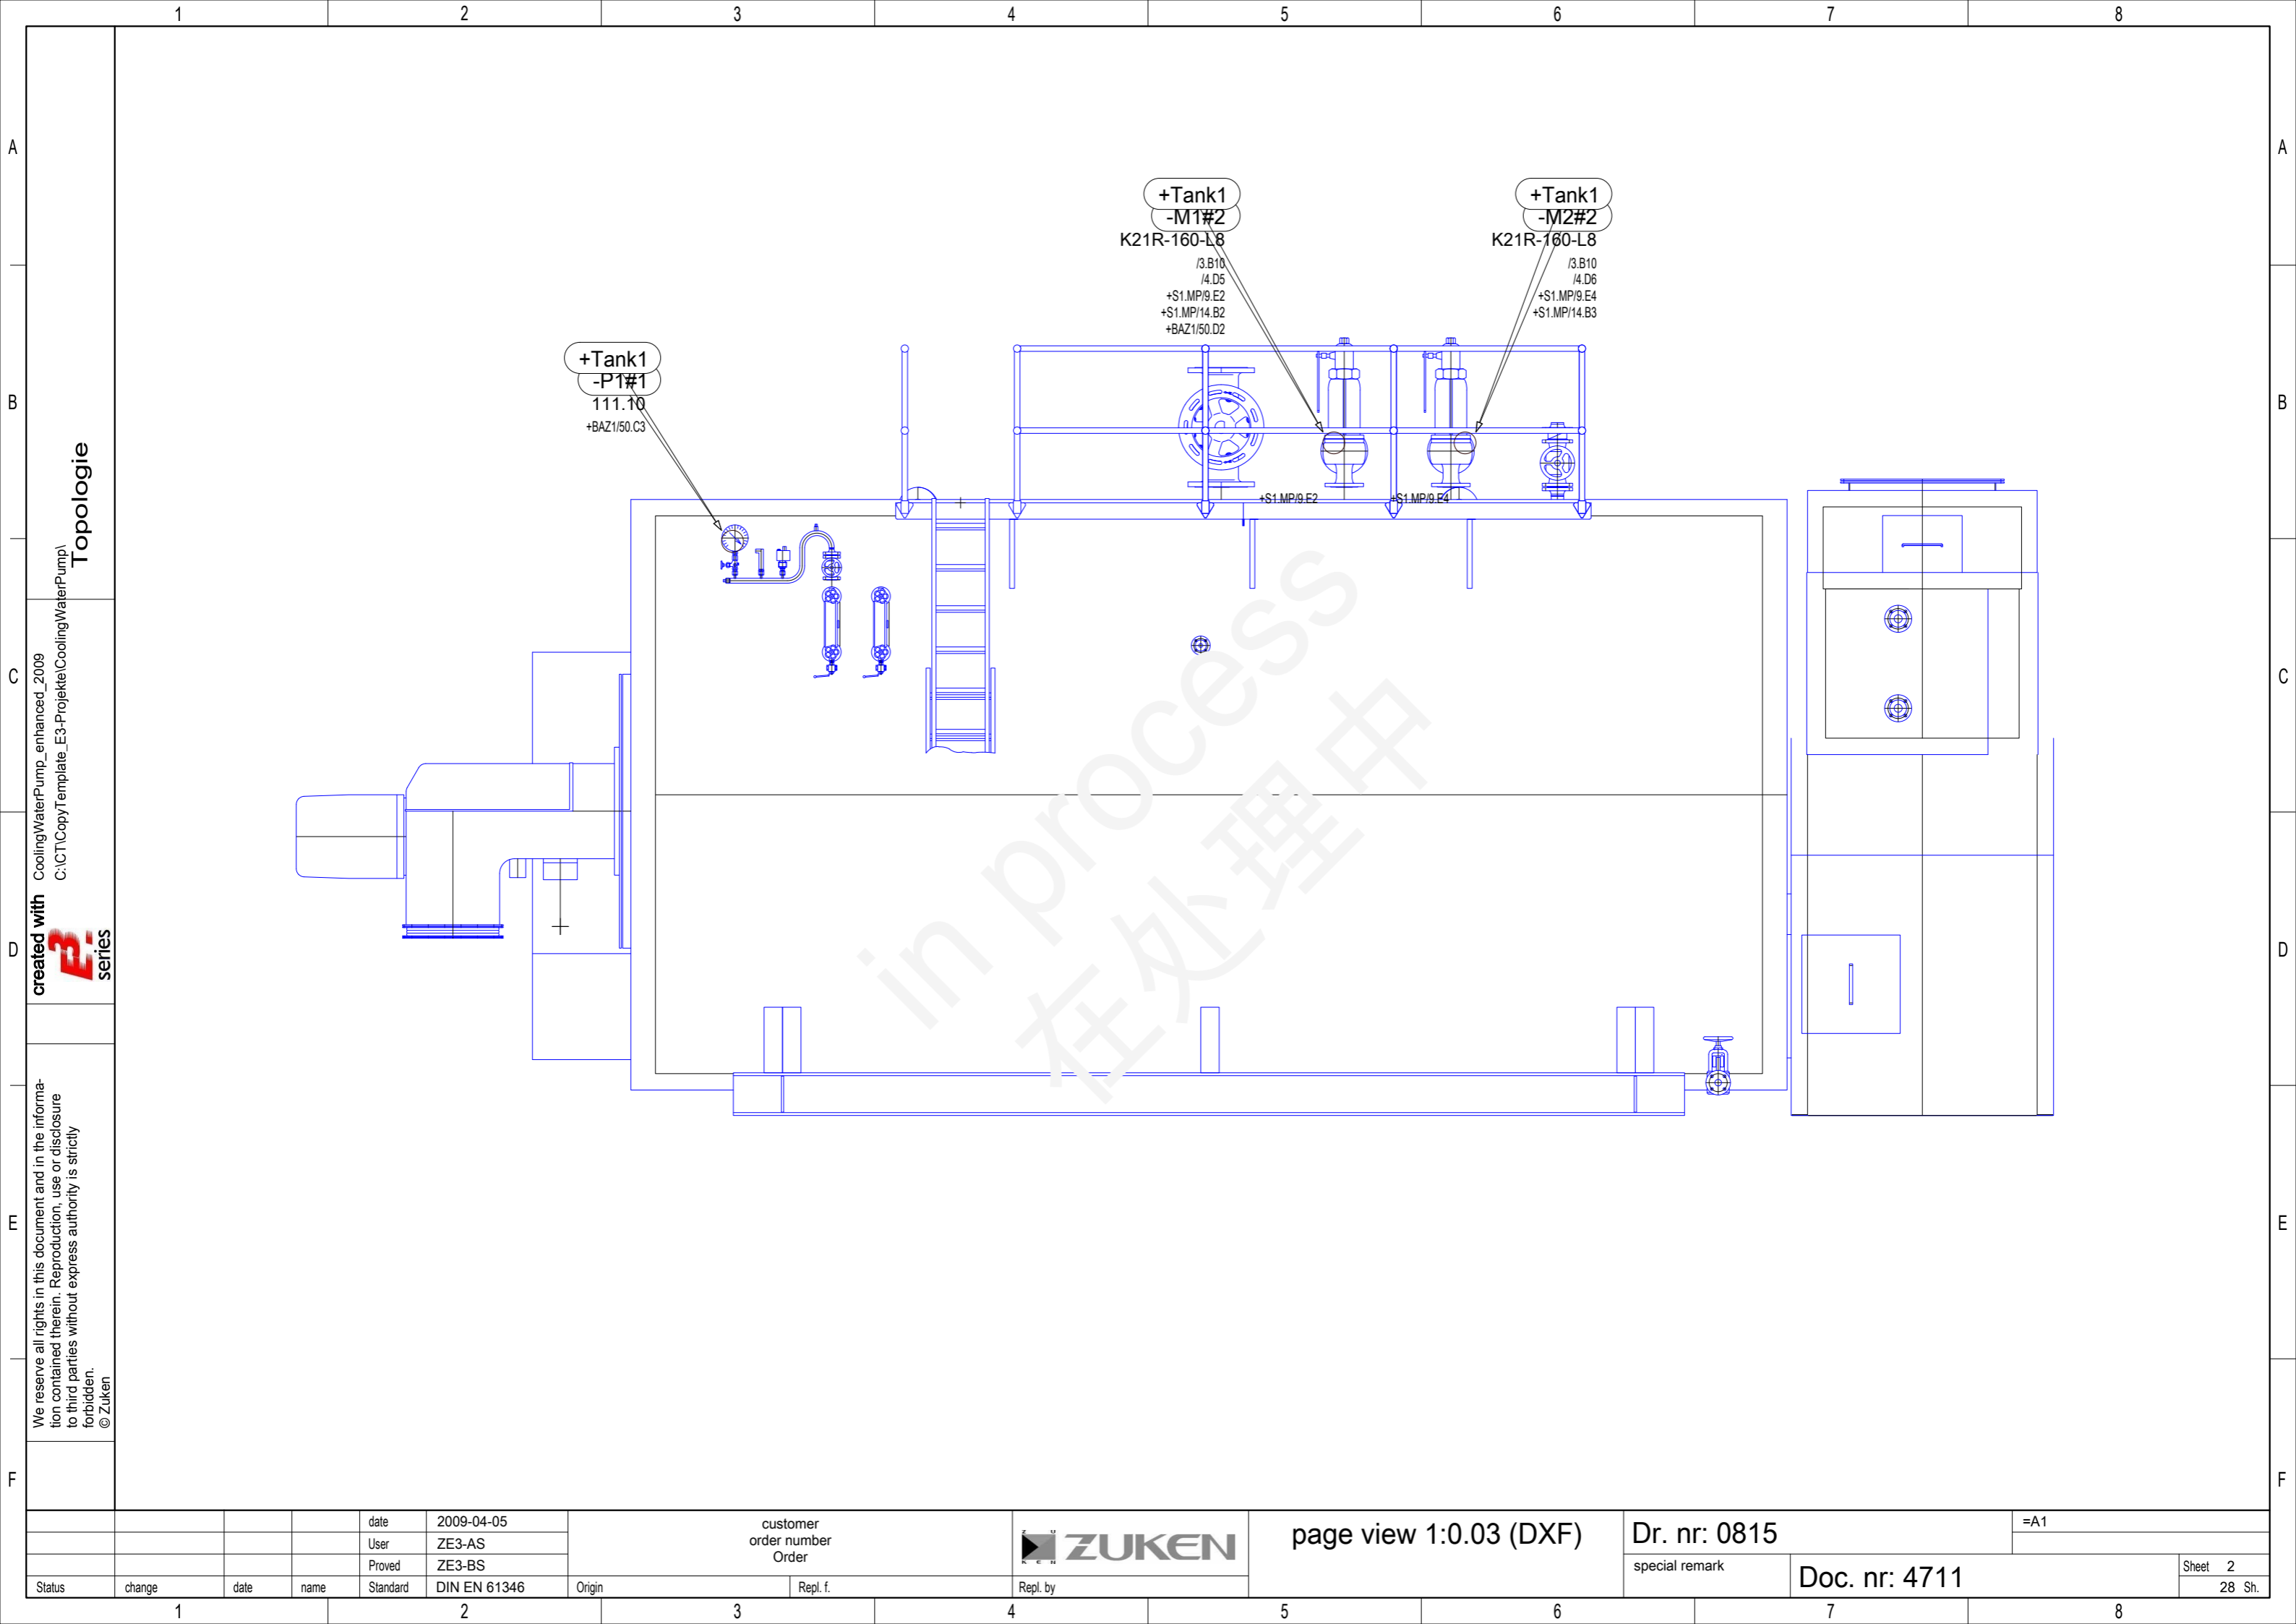 1 2 3 4 5 6 7 8
A A
B B
C C
D D
E E
F F
+Tank1
-M1#2
K21R-160-L8
/3.B10
/4.D5
+S1.MP/9.E2
+S1.MP/14.B2
+BAZ1/50.D2
+Tank1
-M2#2
K21R-160-L8
/3.B10
/4.D6
+S1.MP/9.E4
+S1.MP/14.B3
+Tank1
-P1#1
111.10
+BAZ1/50.C3
+S1.MP/9.E2
+S1.MP/9.E4
in process
在处理中
Topologie
CoolingWaterPump_enhanced_2009
C:\CT\CopyTemplate_E3-Projekte\CoolingWaterPump\
created with
E3.
series
We reserve all rights in this document and in the informa-
tion contained therein. Reproduction, use or disclosure
to third parties without express authority is strictly
forbidden.
© Zuken
date 2009-04-05
User ZE3-AS
Proved ZE3-BS
Status change date name Standard DIN EN 61346
customer
order number
Order
Origin Repl. f. Repl. by
Z U
ZUKEN
K E N
page view 1:0.03 (DXF)
Dr. nr: 0815
special remark
Doc. nr: 4711
=A1
Sheet 2
28 Sh.
1 2 3 4 5 6 7 8